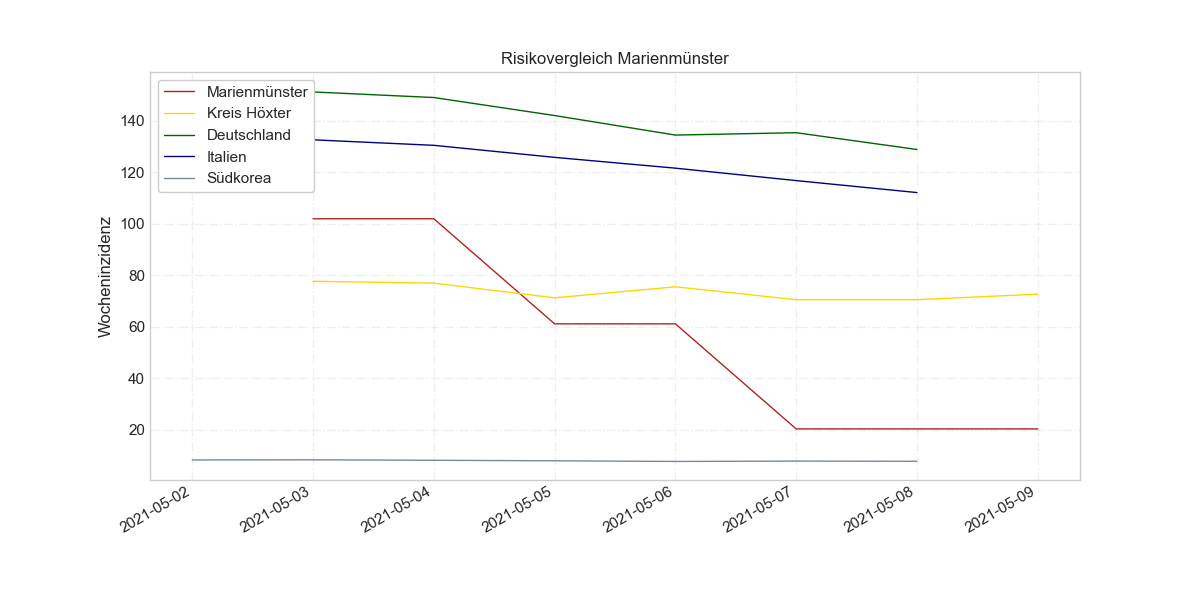 Risikovergleich Marienmünster
Marienmünster
Kreis Höxter
Deutschland
Italien
Südkorea
Wocheninzidenz
140
120
100
80
60
40
20
2021-05-02
2021-05-03
2021-05-04
2021-05-05
2021-05-06
2021-05-07
2021-05-08
2021-05-09